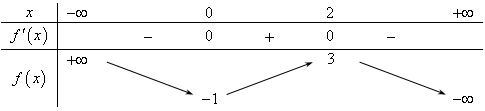 x −∞ 0 2 +∞
f'(x) − 0 + 0 −
+∞ 3
f(x)
−1 −∞